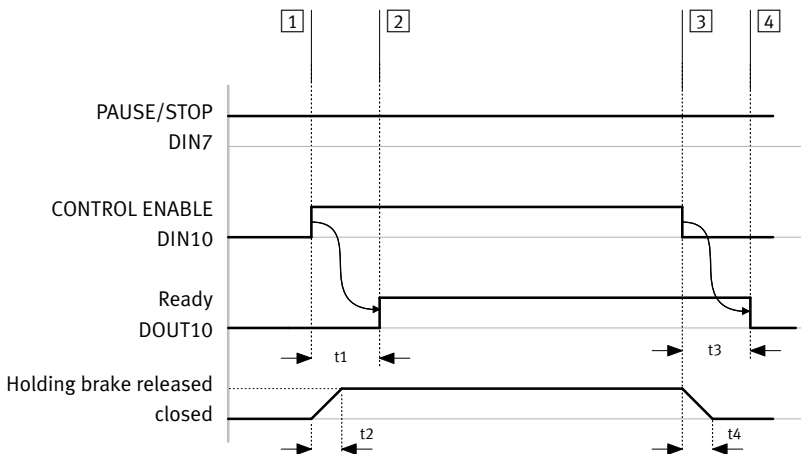 1 2 3 4
PAUSE/STOP
DIN7
CONTROL ENABLE
DIN10
Ready
DOUT10
t1 t3
Holding brake released
closed
t2 t4